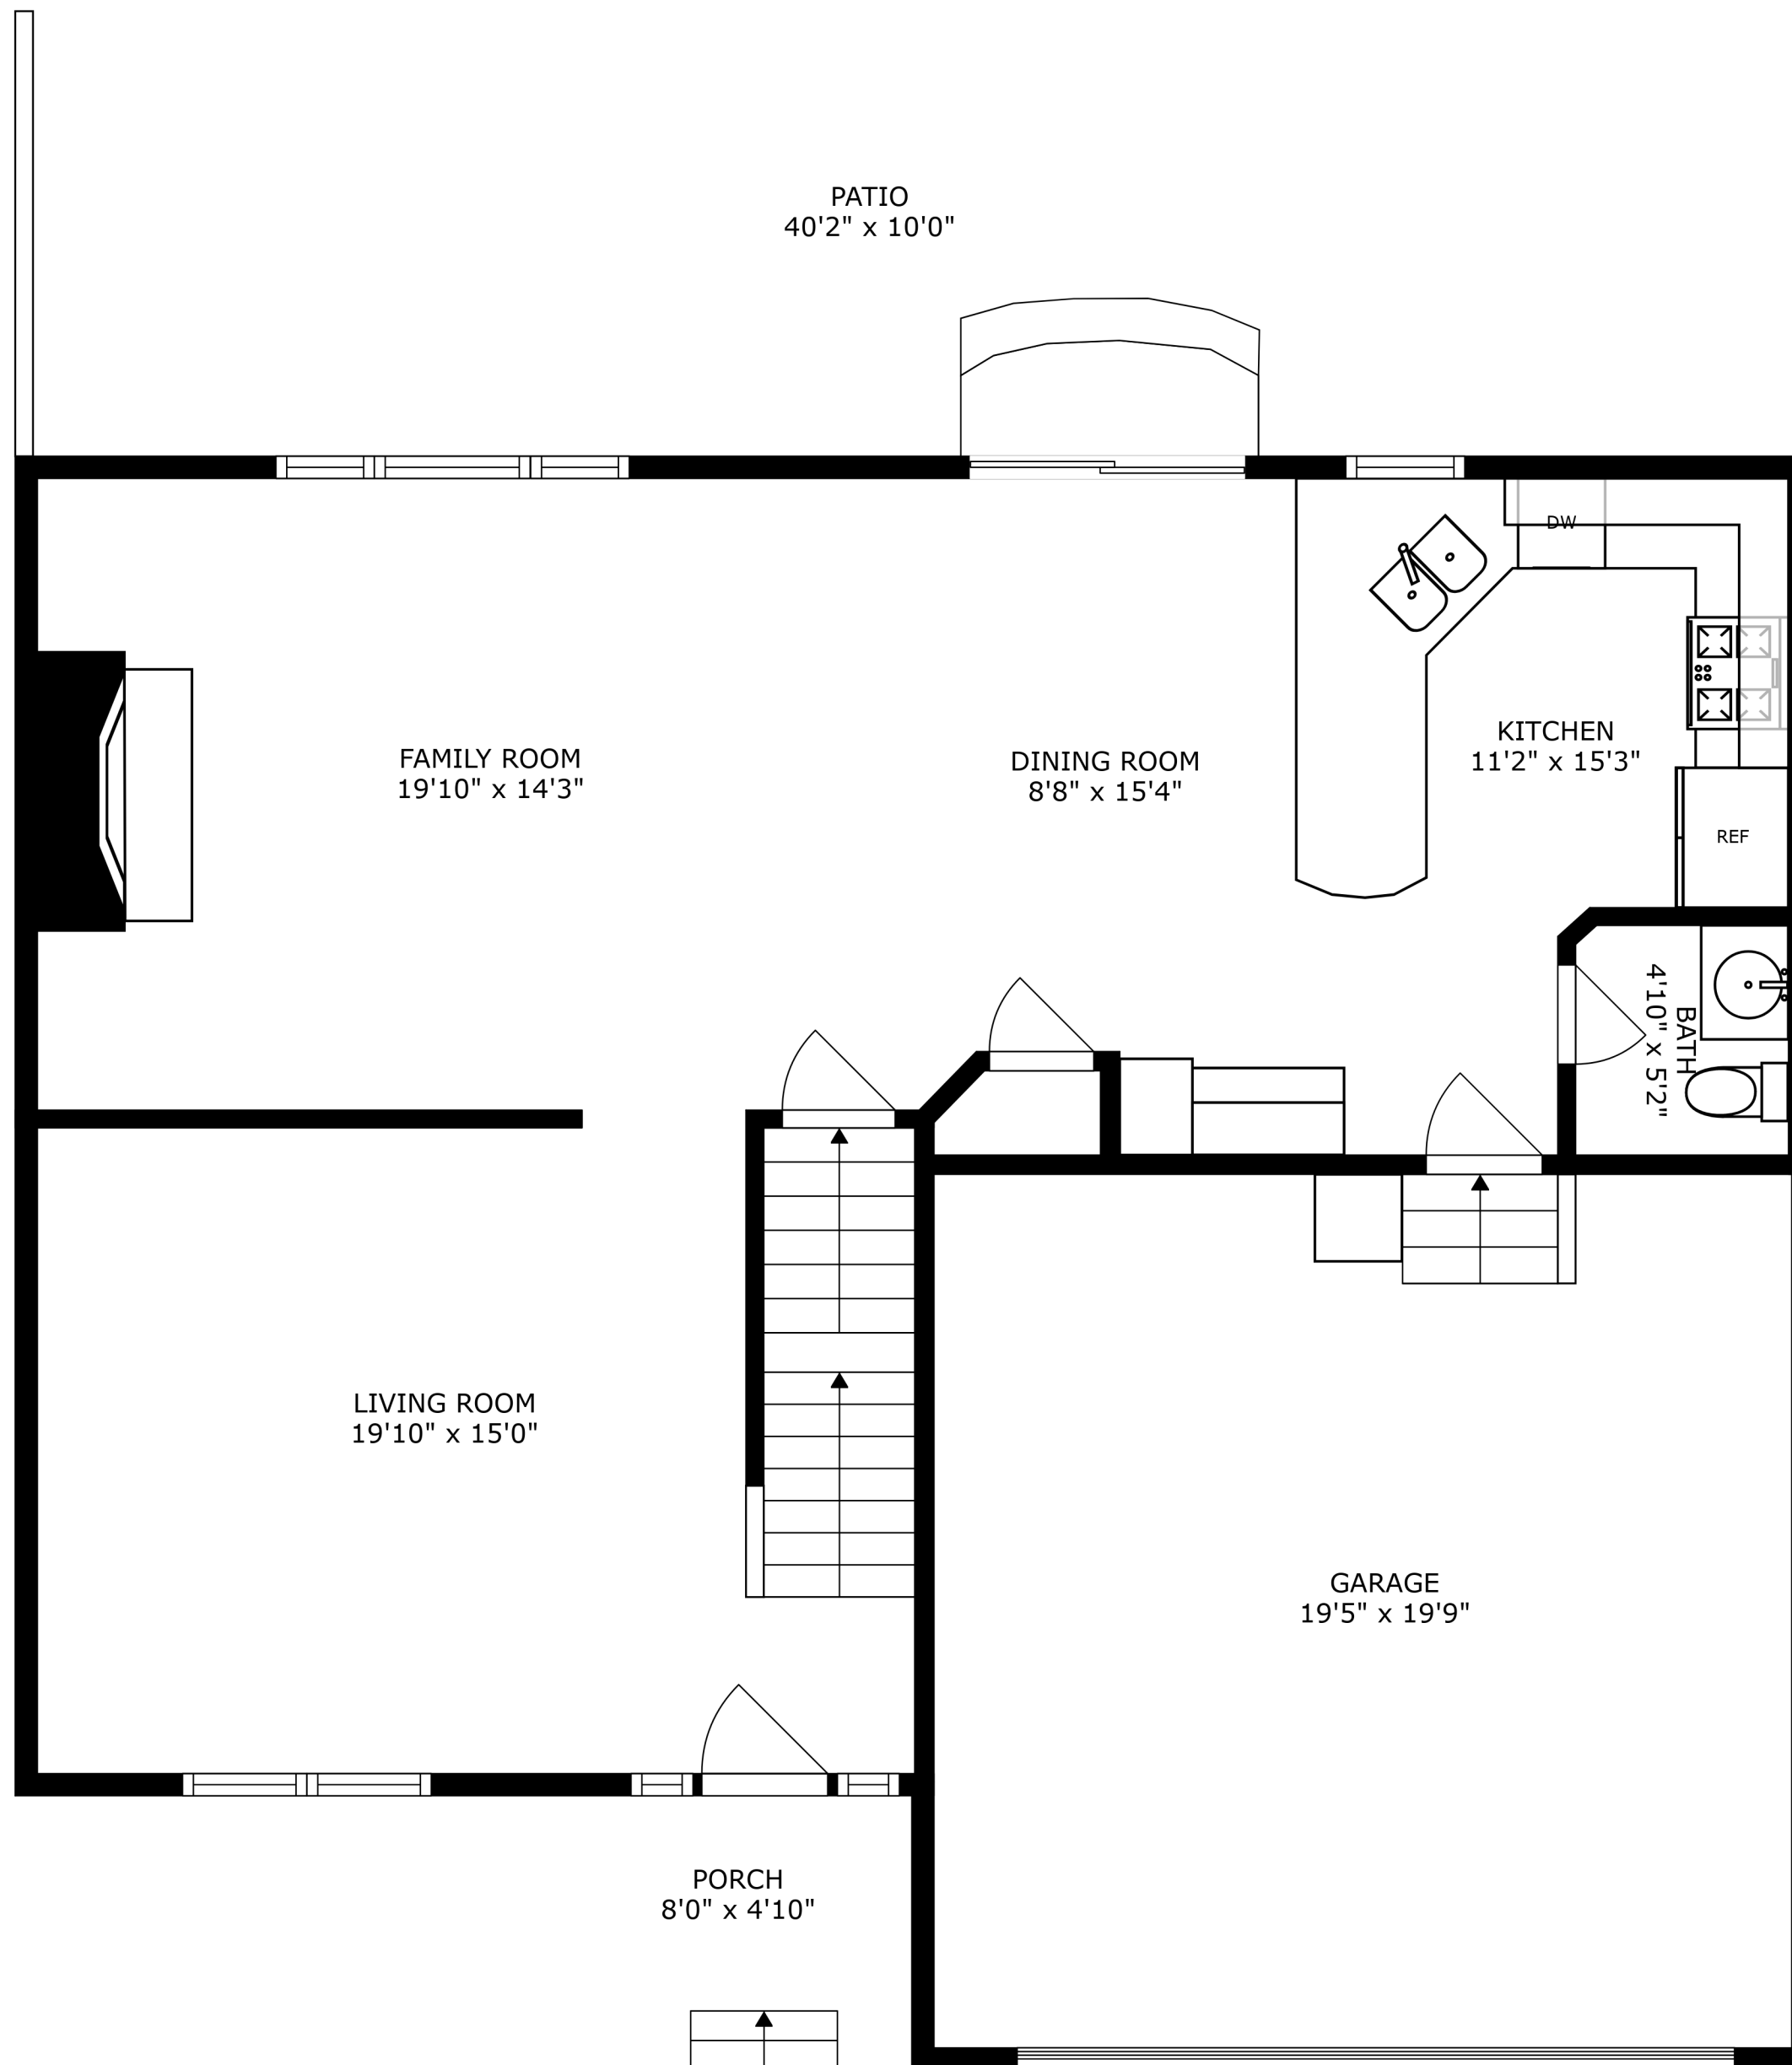 PATIO
40'2" x 10'0"
DW
KITCHEN
11'2" x 15'3"
FAMILY ROOM
19'10" x 14'3"
DINING ROOM
8'8" x 15'4"
REF
BATH
4'10" x 5'2"
LIVING ROOM
19'10" x 15'0"
GARAGE
19'5" x 19'9"
PORCH
8'0" x 4'10"